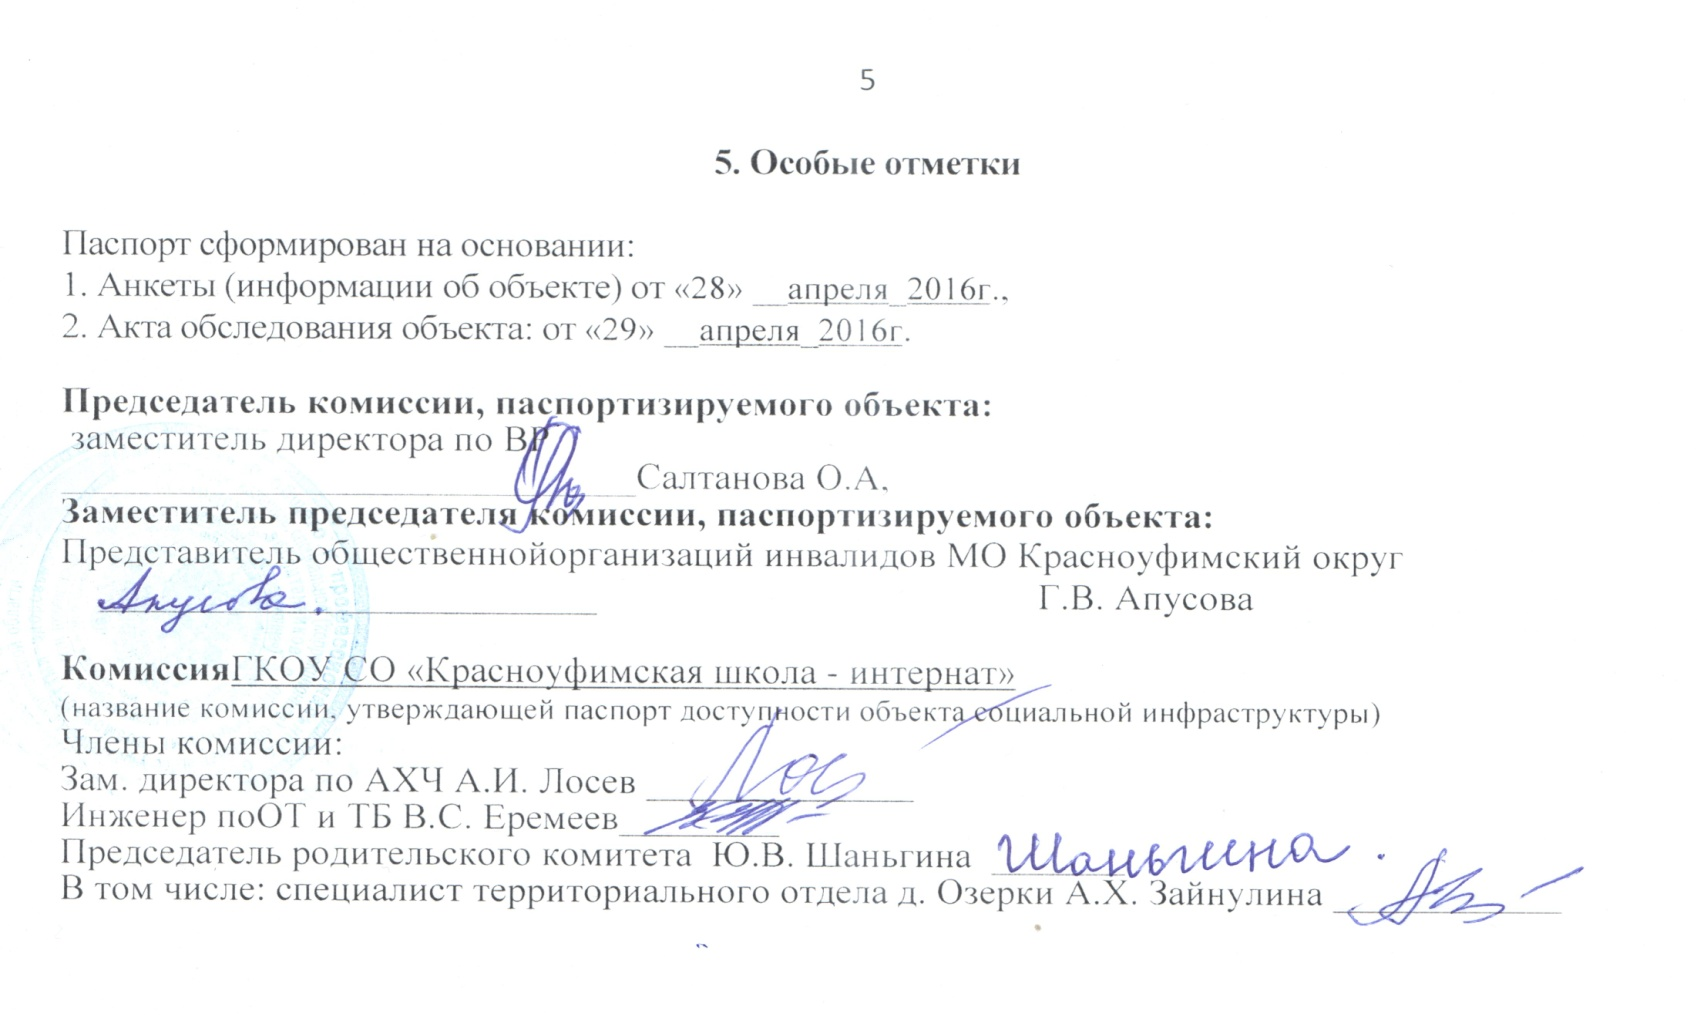 5
5. Особые отметки
Паспорт сформирован на основании:
1. Анкеты (информации об объекте) от «28» __апреля_2016г.,
2. Акта обследования объекта: от «29» __апреля_2016г.
Председатель комиссии, паспортизируемого объекта:
заместитель директора по ВР
Салтанова О.А.
Заместитель председателя комиссии, паспортизируемого объекта:
Представитель общественнойорганизаций инвалидов МО Красноуфимский округ
Апусова. Г.В. Апусова
КомиссияГКОУ СО «Красноуфимская школа - интернат»
(название комиссии, утверждающей паспорт доступности объекта социальной инфраструктуры)
Члены комиссии:
Зам. директора по АХЧ А.И. Лосев Лос
Инженер поОТ и ТБ В.С. Еремеев
Председатель родительского комитета Ю.В. Шаньгина Шаньгина.
В том числе: специалист территориального отдела д. Озерки А.Х. Зайнулина